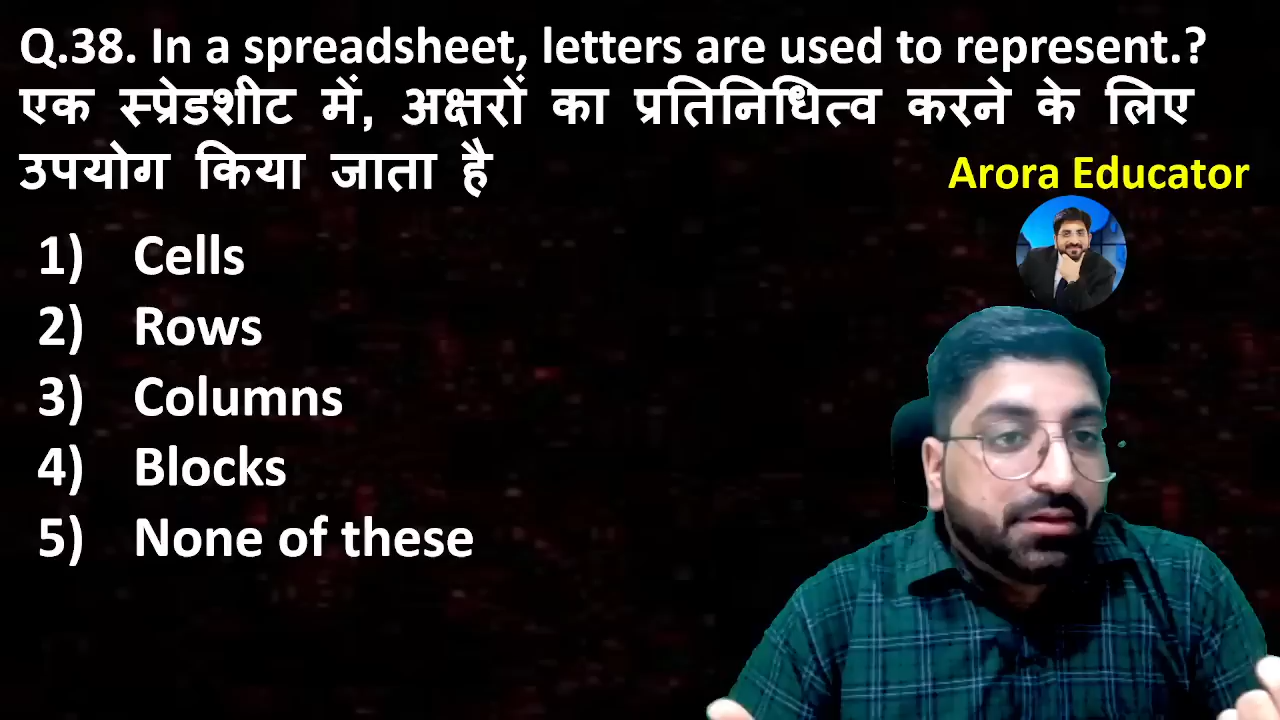 Q.38. In a spreadsheet, letters are used to represent.?
एक स्प्रेडशीट में, अक्षरों का प्रतिनिधित्व करने के लिए
उपयोग किया जाता है
Arora Educator
1) Cells
2) Rows
3) Columns
4) Blocks
5) None of these